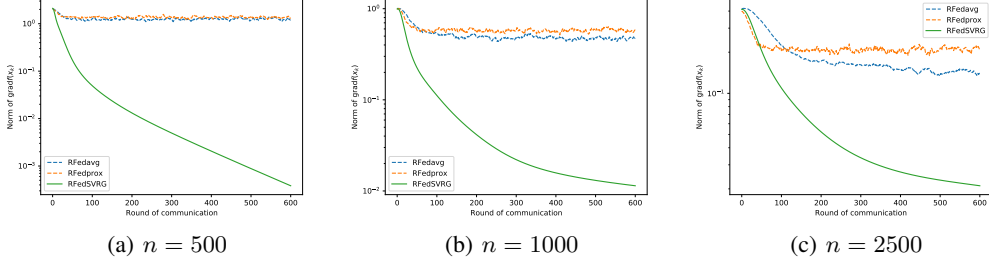 10⁰
10⁻¹
10⁻²
10⁻³
Norm of gradf(xₖ)
RFedavg
RFedprox
RFedSVRG
0 100 200 300 400 500 600
Round of communication
(a) n = 500
10⁰
10⁻¹
10⁻²
Norm of gradf(xₖ)
RFedavg
RFedprox
RFedSVRG
0 100 200 300 400 500 600
Round of communication
(b) n = 1000
10⁻¹
Norm of gradf(xₖ)
RFedavg
RFedprox
RFedSVRG
0 100 200 300 400 500 600
Round of communication
(c) n = 2500